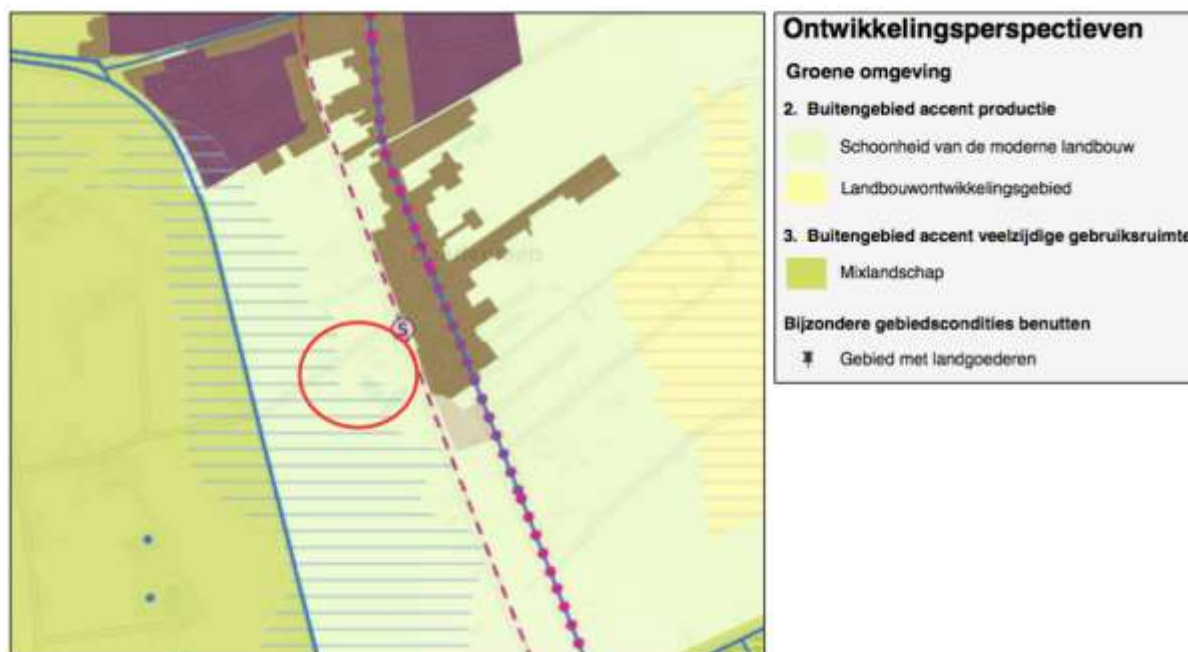 Ontwikkelingsperspectieven
Groene omgeving
2. Buitengebied accent productie
Schoonheid van de moderne landbouw
Landbouwontwikkelingsgebied
3. Buitengebied accent veelzijdige gebruiksruimte
Mixlandschap
Bijzondere gebiedscondities benutten
Gebied met landgoederen
S